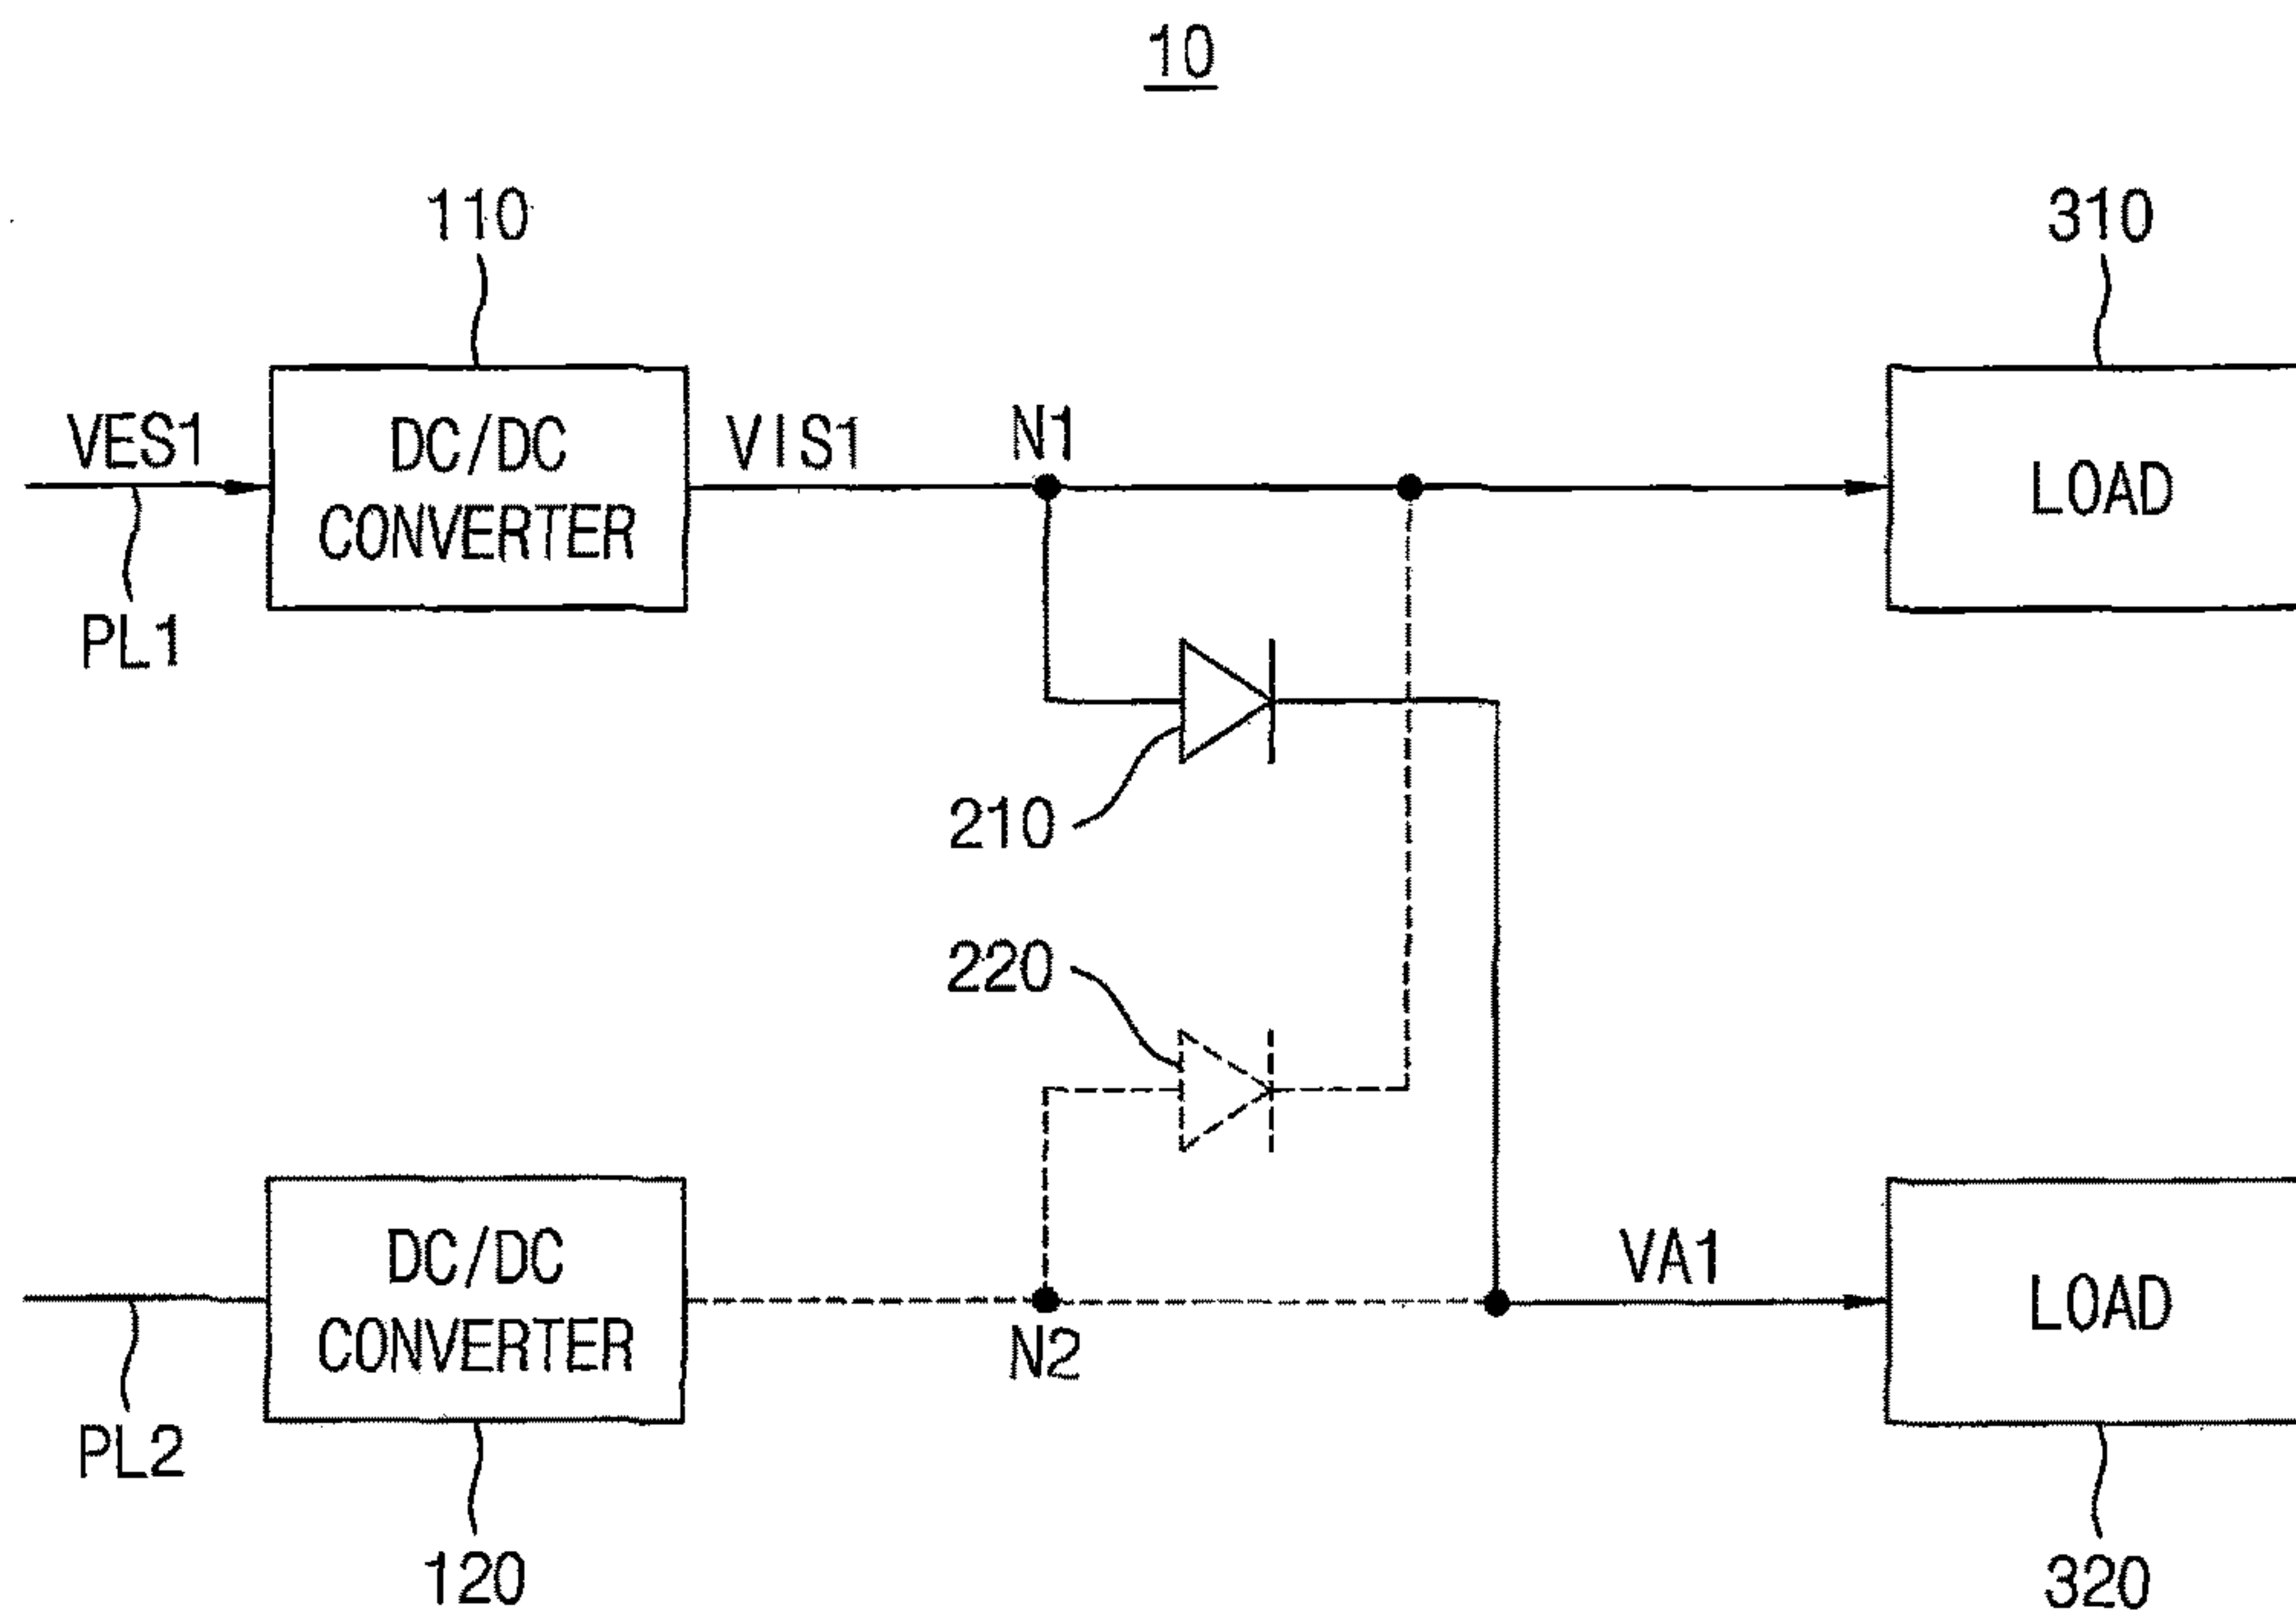 10
110
310
VES1
DC/DC
CONVERTER
VIS1
N1
LOAD
PL1
210
220
DC/DC
CONVERTER
VA1
LOAD
N2
PL2
120
320